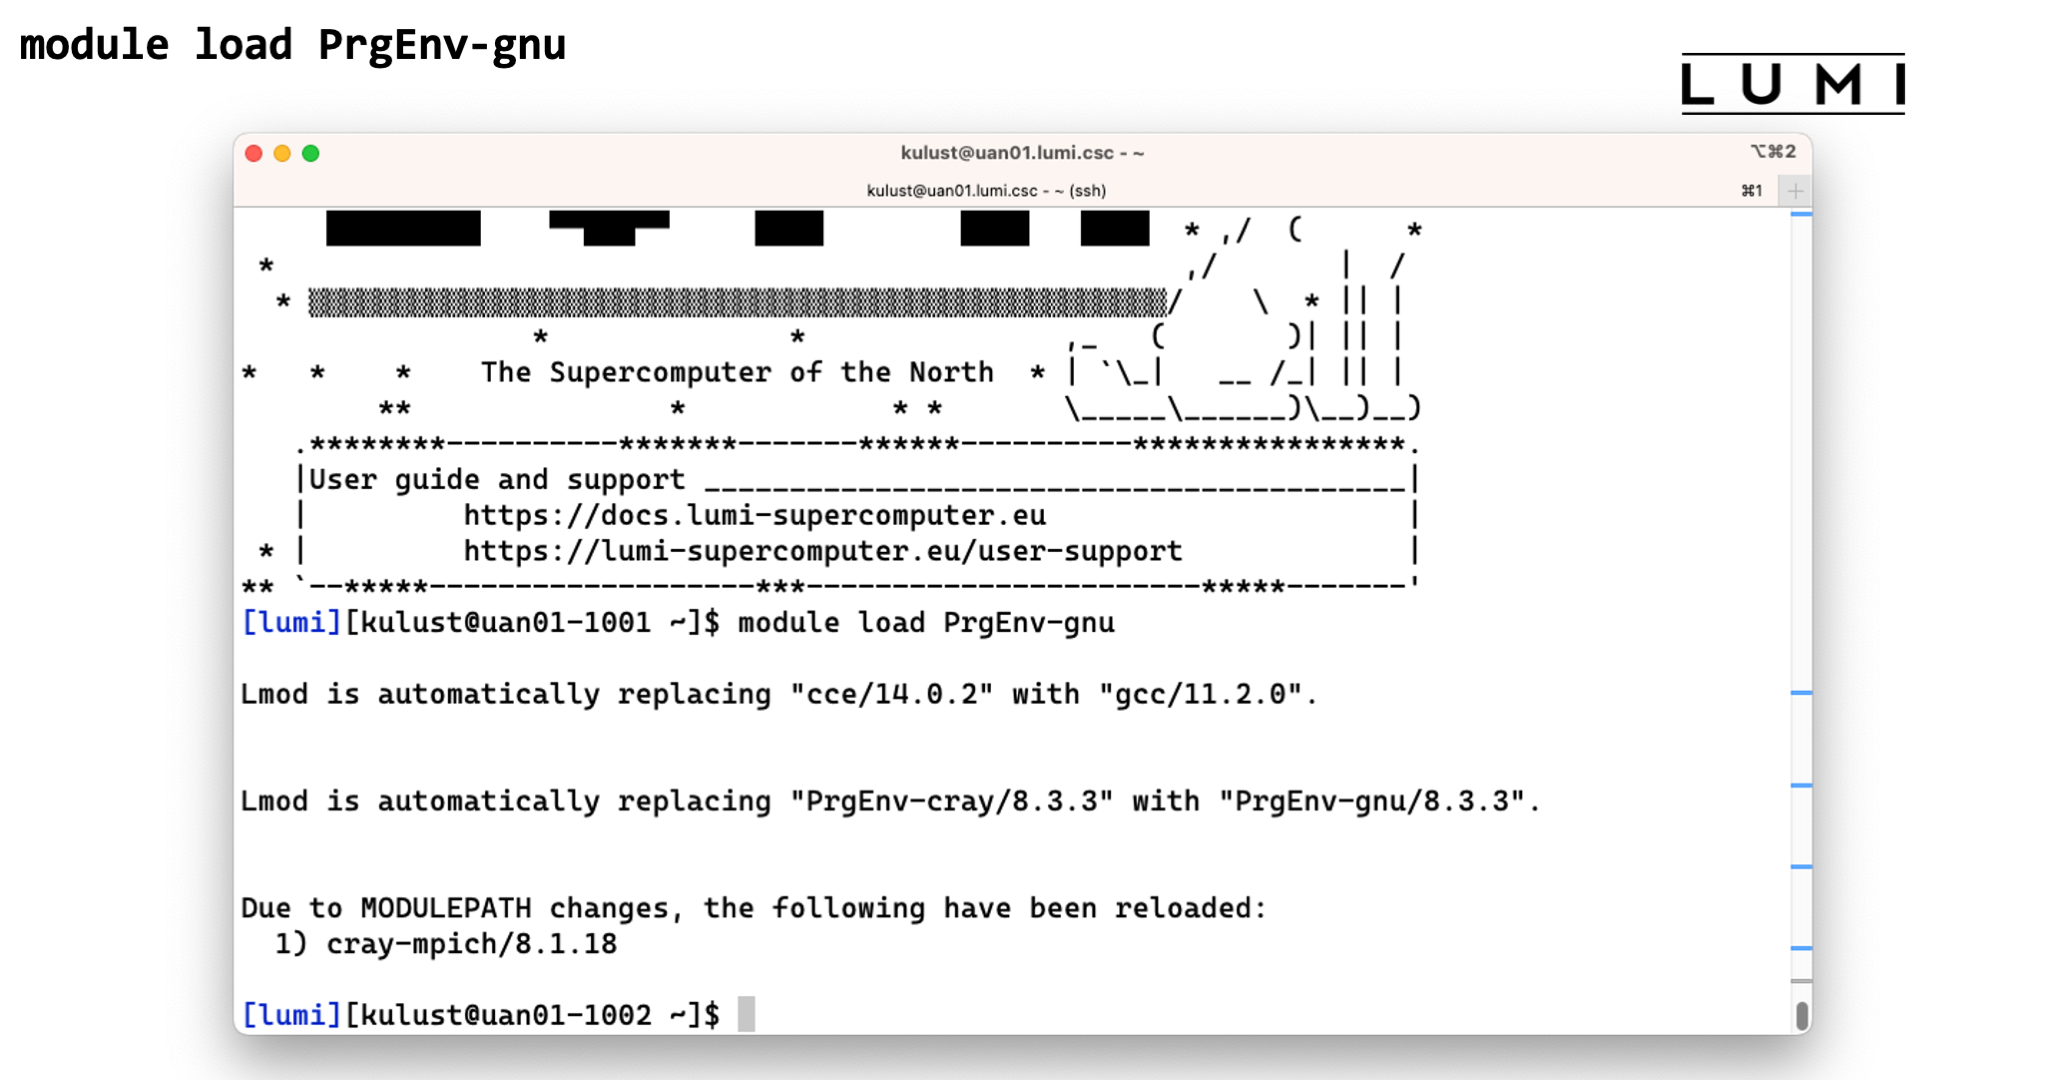 module load PrgEnv-gnu
LUMI
kulust@uan01.lumi.csc - ~
⌥⌘2
kulust@uan01.lumi.csc - ~ (ssh)
⌘1
The Supercomputer of the North
User guide and support
https://docs.lumi-supercomputer.eu
https://lumi-supercomputer.eu/user-support
[lumi][kulust@uan01-1001 ~]$ module load PrgEnv-gnu
Lmod is automatically replacing "cce/14.0.2" with "gcc/11.2.0".
Lmod is automatically replacing "PrgEnv-cray/8.3.3" with "PrgEnv-gnu/8.3.3".
Due to MODULEPATH changes, the following have been reloaded:
1) cray-mpich/8.1.18
[lumi][kulust@uan01-1002 ~]$